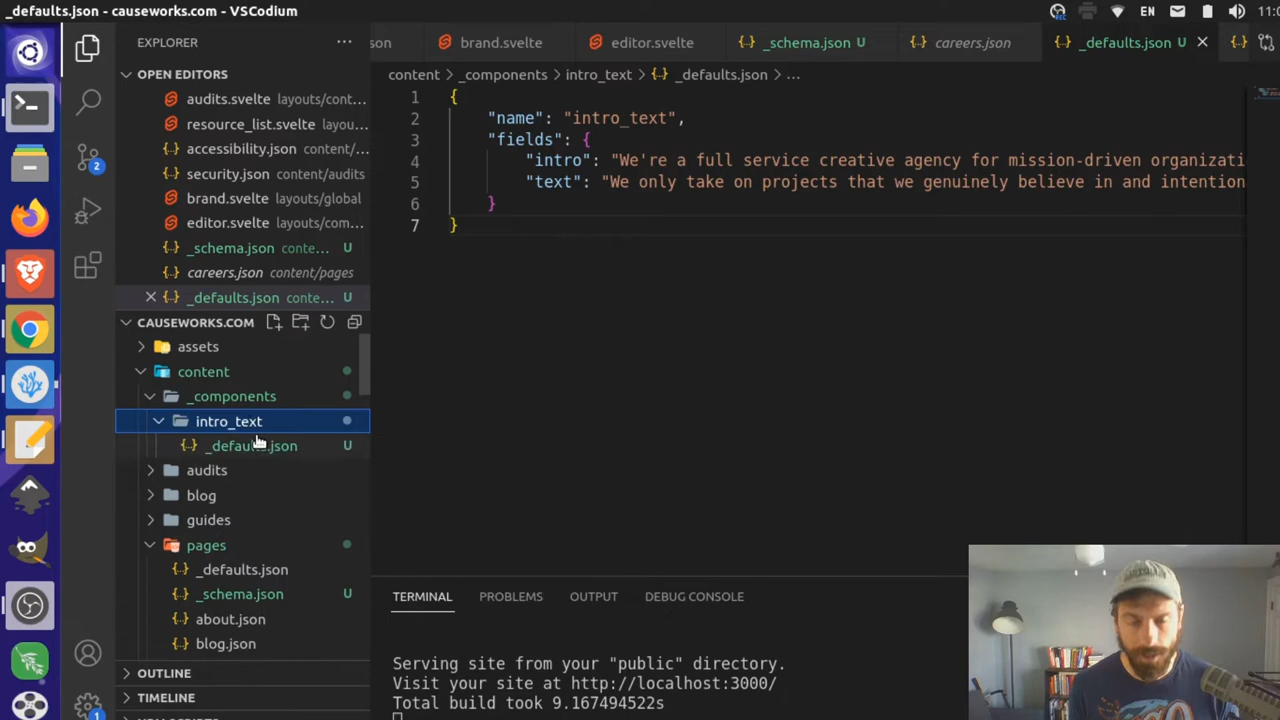 _defaults.json - causeworks.com - VSCodium
REC
EN
11:0
EXPLORER
son
brand.svelte
editor.svelte
_schema.json U
careers.json
_defaults.json U
OPEN EDITORS
content > _components > intro_text > _defaults.json > ...
audits.svelte layouts/cont...
resource_list.svelte layou...
accessibility.json content/...
security.json content/audits
brand.svelte layouts/global
editor.svelte layouts/com...
_schema.json conte... U
careers.json content/pages
_defaults.json conte... U
1 {
2 "name": "intro_text",
3 "fields": {
4 "intro": "We're a full service creative agency for mission-driven organizati
5 "text": "We only take on projects that we genuinely believe in and intention
6 }
7 }
2
CAUSEWORKS.COM
assets
content
_components
intro_text
_defaults.json U
audits
blog
guides
pages
_defaults.json
_schema.json U
about.json
blog.json
OUTLINE
TIMELINE
1
TERMINAL
PROBLEMS
OUTPUT
DEBUG CONSOLE
Serving site from your "public" directory.
Visit your site at http://localhost:3000/
Total build took 9.167494522s